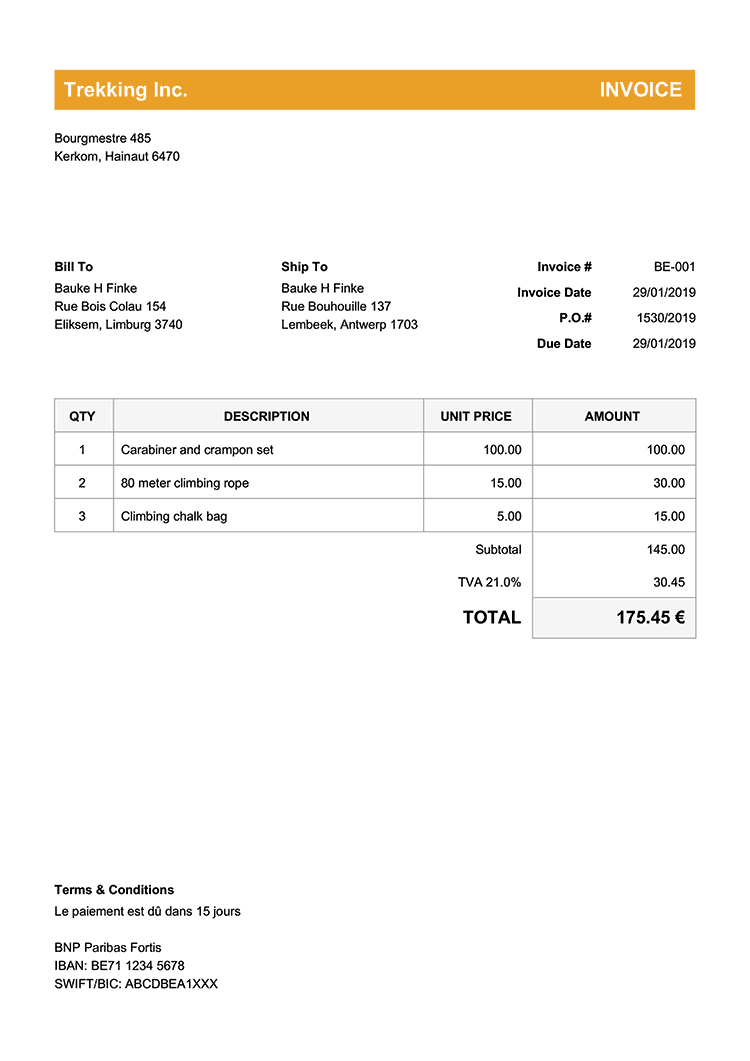 Trekking Inc. INVOICE
Bourgmestre 485
Kerkom, Hainaut 6470
Bill To
Bauke H Finke
Rue Bois Colau 154
Eliksem, Limburg 3740
Ship To
Bauke H Finke
Rue Bouhouille 137
Lembeek, Antwerp 1703
Invoice # BE-001
Invoice Date 29/01/2019
P.O.# 1530/2019
Due Date 29/01/2019
QTY DESCRIPTION UNIT PRICE AMOUNT
1 Carabiner and crampon set 100.00 100.00
2 80 meter climbing rope 15.00 30.00
3 Climbing chalk bag 5.00 15.00
Subtotal 145.00
TVA 21.0% 30.45
TOTAL 175.45 €
Terms & Conditions
Le paiement est dû dans 15 jours
BNP Paribas Fortis
IBAN: BE71 1234 5678
SWIFT/BIC: ABCDBEA1XXX